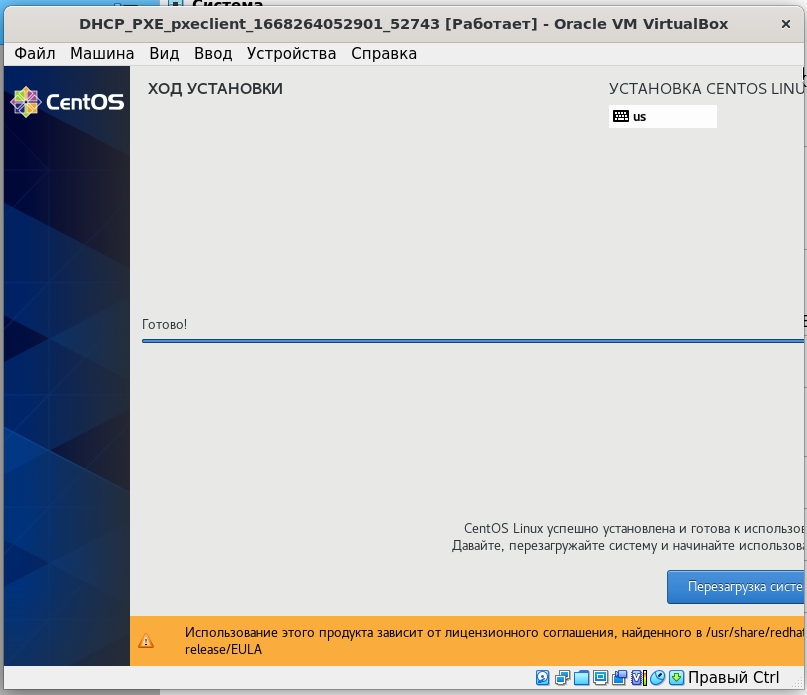 Система
DHCP_PXE_pxeclient_1668264052901_52743 [Работает] - Oracle VM VirtualBox
Файл Машина Вид Ввод Устройства Справка
CentOS
ХОД УСТАНОВКИ
УСТАНОВКА CENTOS LINU
us
Готово!
CentOS Linux успешно установлена и готова к использов
Давайте, перезагружайте систему и начинайте использова
Перезагрузка систе
Использование этого продукта зависит от лицензионного соглашения, найденного в /usr/share/redhat
release/EULA
Правый Ctrl